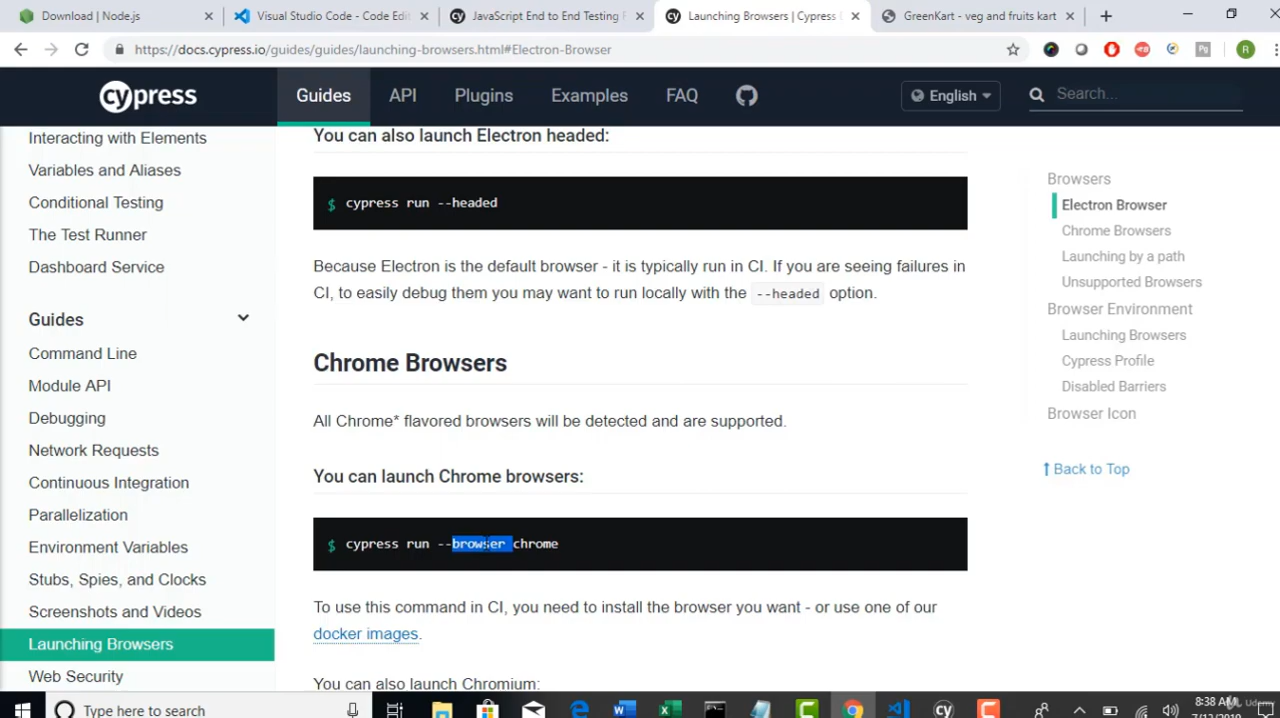 Download | Node.js
Visual Studio Code - Code Edit
JavaScript End to End Testing F
Launching Browsers | Cypress
GreenKart - veg and fruits kart
https://docs.cypress.io/guides/guides/launching-browsers.html#Electron-Browser
cypress
Guides
API
Plugins
Examples
FAQ
English
Search...
Interacting with Elements
Variables and Aliases
Conditional Testing
The Test Runner
Dashboard Service
Guides
Command Line
Module API
Debugging
Network Requests
Continuous Integration
Parallelization
Environment Variables
Stubs, Spies, and Clocks
Screenshots and Videos
Launching Browsers
Web Security
You can also launch Electron headed:
$ cypress run --headed
Because Electron is the default browser - it is typically run in CI. If you are seeing failures in
CI, to easily debug them you may want to run locally with the --headed option.
Chrome Browsers
All Chrome* flavored browsers will be detected and are supported.
You can launch Chrome browsers:
$ cypress run --browser chrome
To use this command in CI, you need to install the browser you want - or use one of our
docker images.
You can also launch Chromium:
Browsers
Electron Browser
Chrome Browsers
Launching by a path
Unsupported Browsers
Browser Environment
Launching Browsers
Cypress Profile
Disabled Barriers
Browser Icon
Back to Top
Type here to search
8:38 AM
Udemy